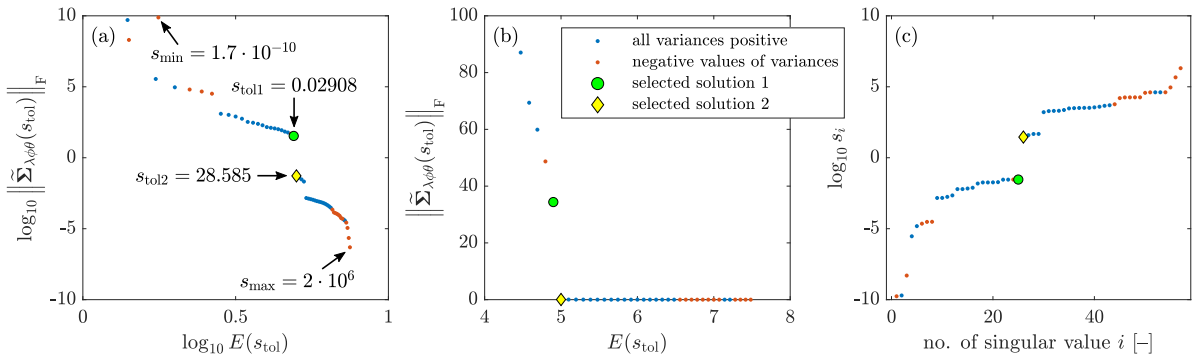 (a)
10
5
0
-5
-10
0
0.5
1
log₁₀ ‖Σ̃_λϕθ(s_tol)‖_F
log₁₀ E(s_tol)
s_min = 1.7 · 10⁻¹⁰
s_tol1 = 0.02908
s_tol2 = 28.585
s_max = 2 · 10⁶
(b)
100
80
60
40
20
0
4
5
6
7
8
‖Σ̃_λϕθ(s_tol)‖_F
E(s_tol)
all variances positive
negative values of variances
selected solution 1
selected solution 2
(c)
10
5
0
-5
-10
0
20
40
log₁₀ s_i
no. of singular value i [–]